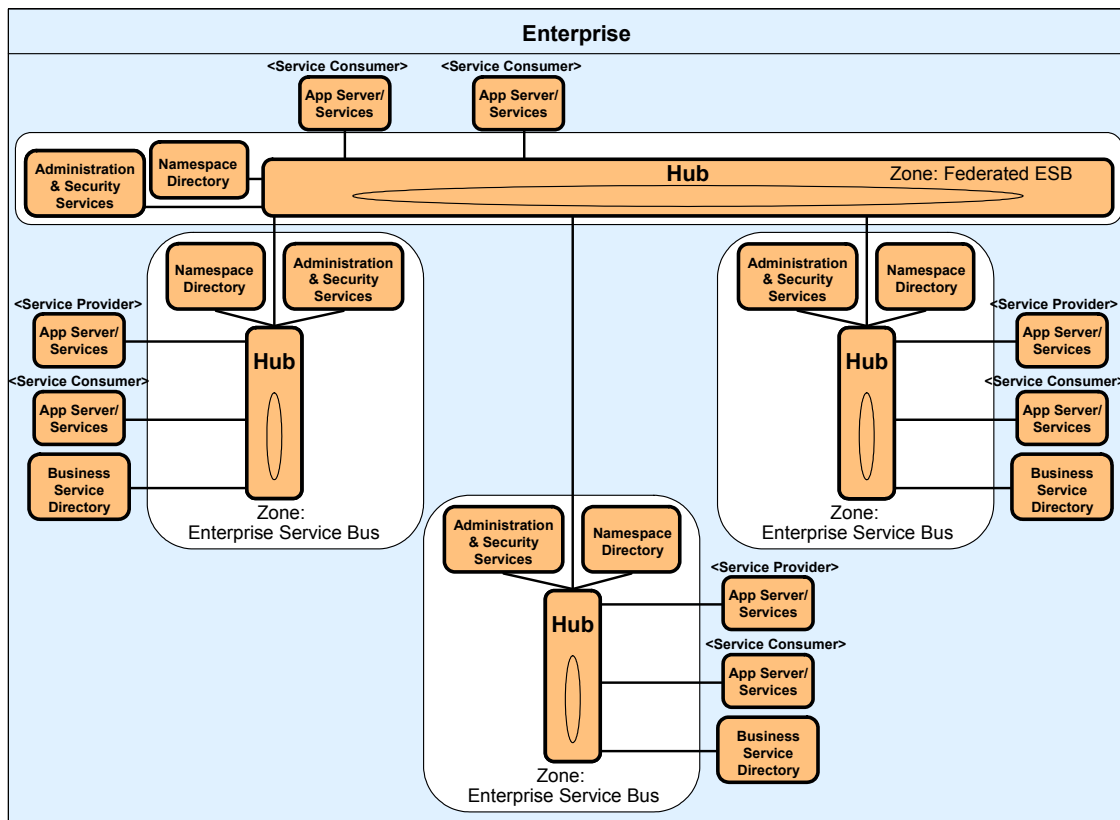 Enterprise
<Service Consumer>
App Server/
Services
<Service Consumer>
App Server/
Services
Administration
& Security
Services
Namespace
Directory
Hub
Zone: Federated ESB
Namespace
Directory
Administration
& Security
Services
<Service Provider>
App Server/
Services
<Service Consumer>
App Server/
Services
Business
Service
Directory
Hub
Zone:
Enterprise Service Bus
Administration
& Security
Services
Namespace
Directory
Hub
<Service Provider>
App Server/
Services
<Service Consumer>
App Server/
Services
Business
Service
Directory
Zone:
Enterprise Service Bus
Administration
& Security
Services
Namespace
Directory
Hub
<Service Provider>
App Server/
Services
<Service Consumer>
App Server/
Services
Business
Service
Directory
Zone:
Enterprise Service Bus